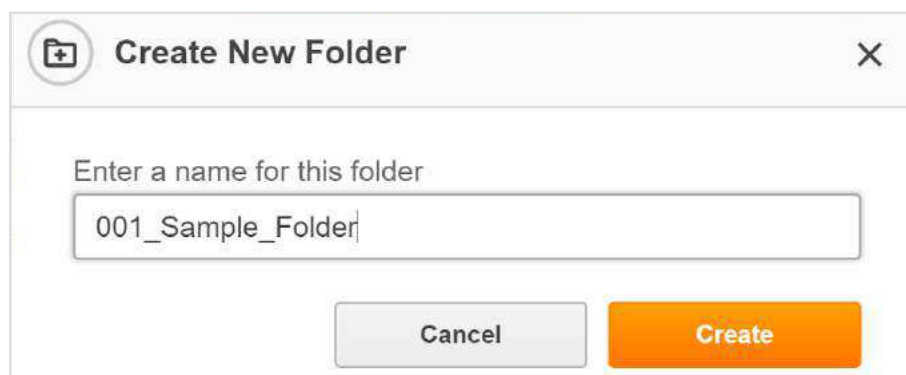 Create New Folder
Enter a name for this folder
001_Sample_Folder
Cancel Create